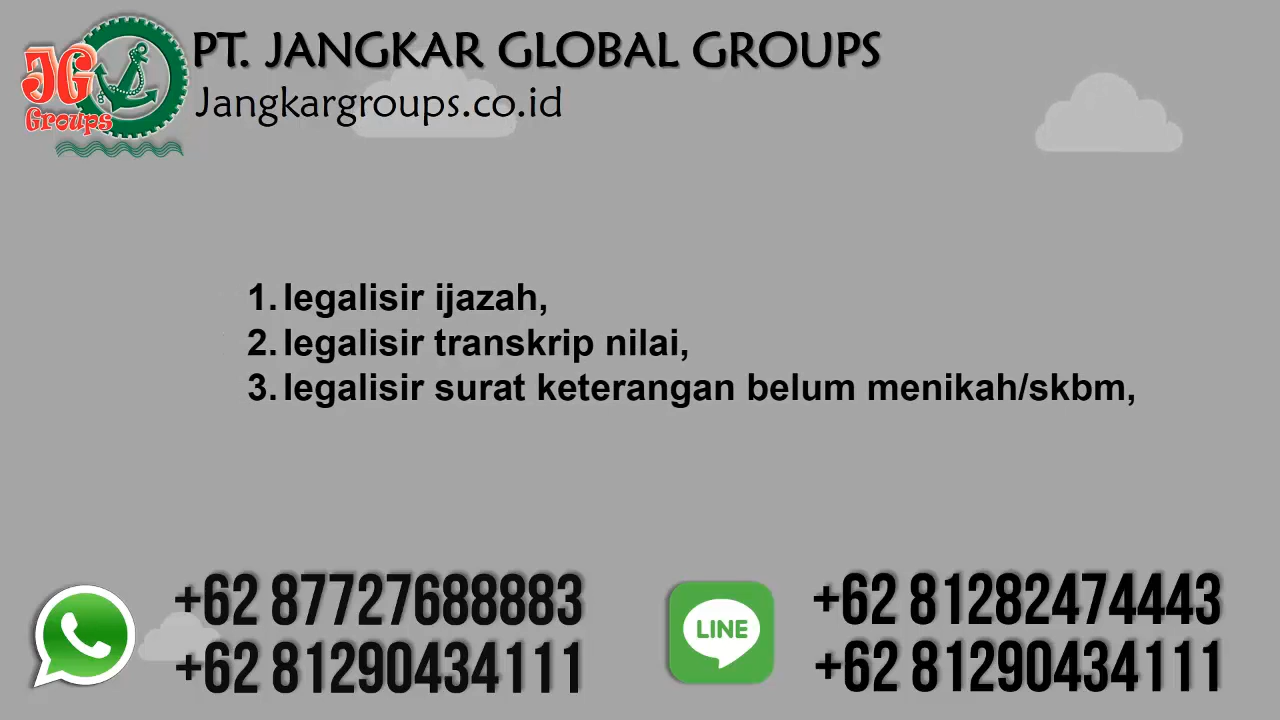 JG
Groups
PT. JANGKAR GLOBAL GROUPS
Jangkargroups.co.id
1. legalisir ijazah,
2. legalisir transkrip nilai,
3. legalisir surat keterangan belum menikah/skbm,
+62 87727688883
+62 81290434111
LINE
+62 81282474443
+62 81290434111